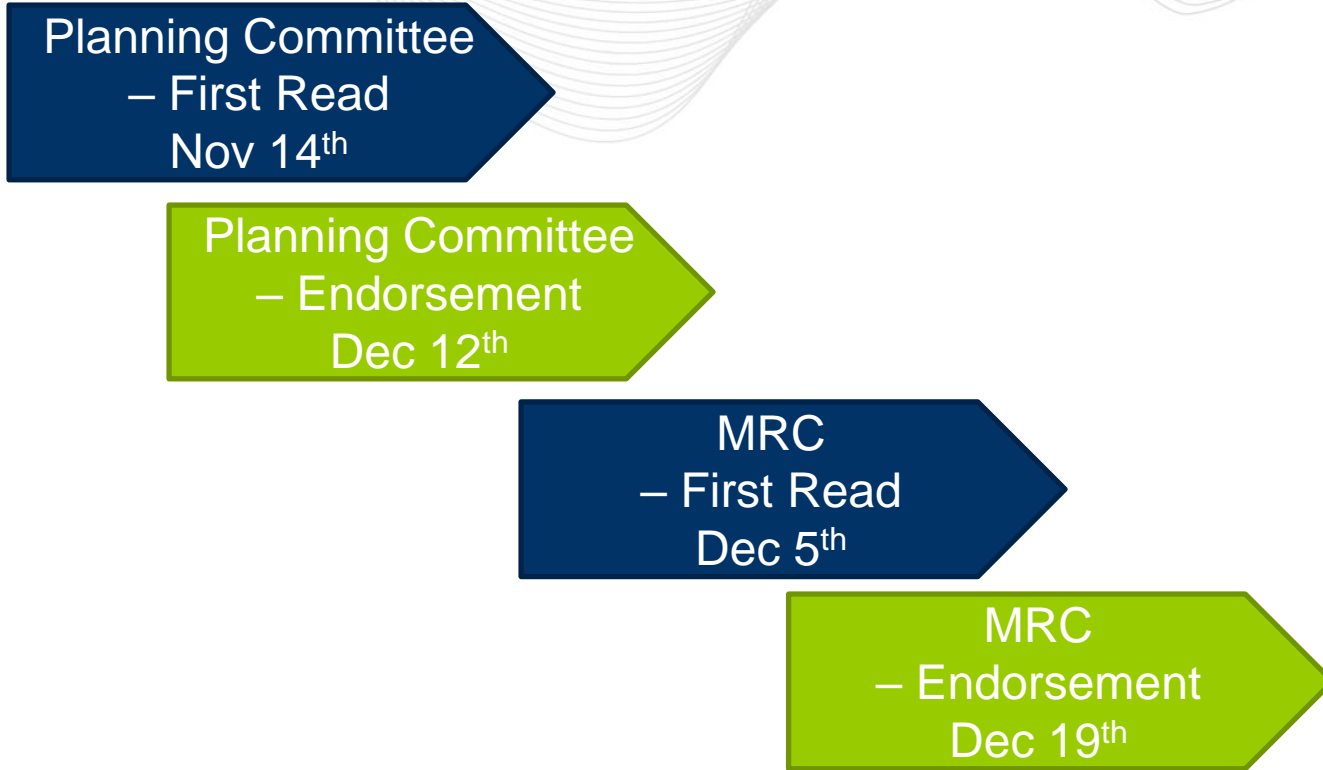 Planning Committee
– First Read
Nov 14th
Planning Committee
– Endorsement
Dec 12th
MRC
– First Read
Dec 5th
MRC
– Endorsement
Dec 19th